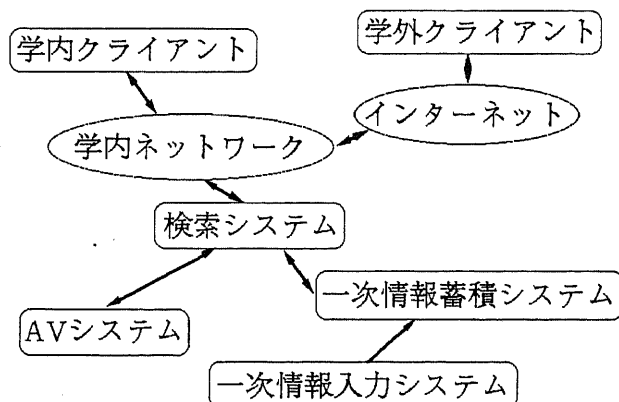 学外クライアント
学内クライアント
インターネット
学内ネットワーク
検索システム
一次情報蓄積システム
AVシステム
一次情報入力システム